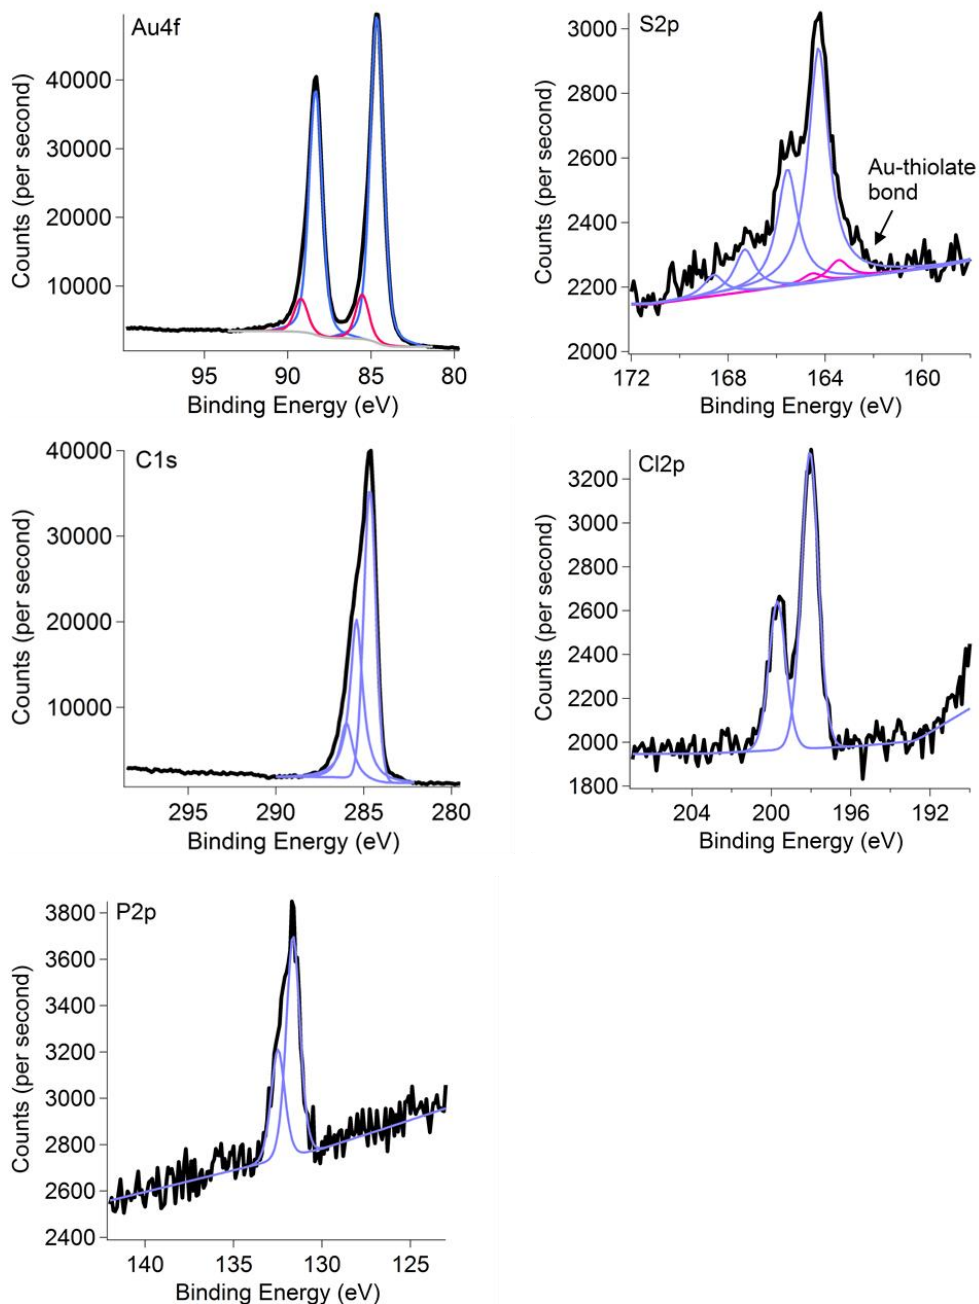 Au4f
Counts (per second)
40000
30000
20000
10000
95 90 85 80
Binding Energy (eV)
S2p
Counts (per second)
3000
2800
2600
2400
2200
2000
Au-thiolate
bond
172 168 164 160
Binding Energy (eV)
C1s
Counts (per second)
40000
30000
20000
10000
295 290 285 280
Binding Energy (eV)
Cl2p
Counts (per second)
3200
3000
2800
2600
2400
2200
2000
1800
204 200 196 192
Binding Energy (eV)
P2p
Counts (per second)
3800
3600
3400
3200
3000
2800
2600
2400
140 135 130 125
Binding Energy (eV)